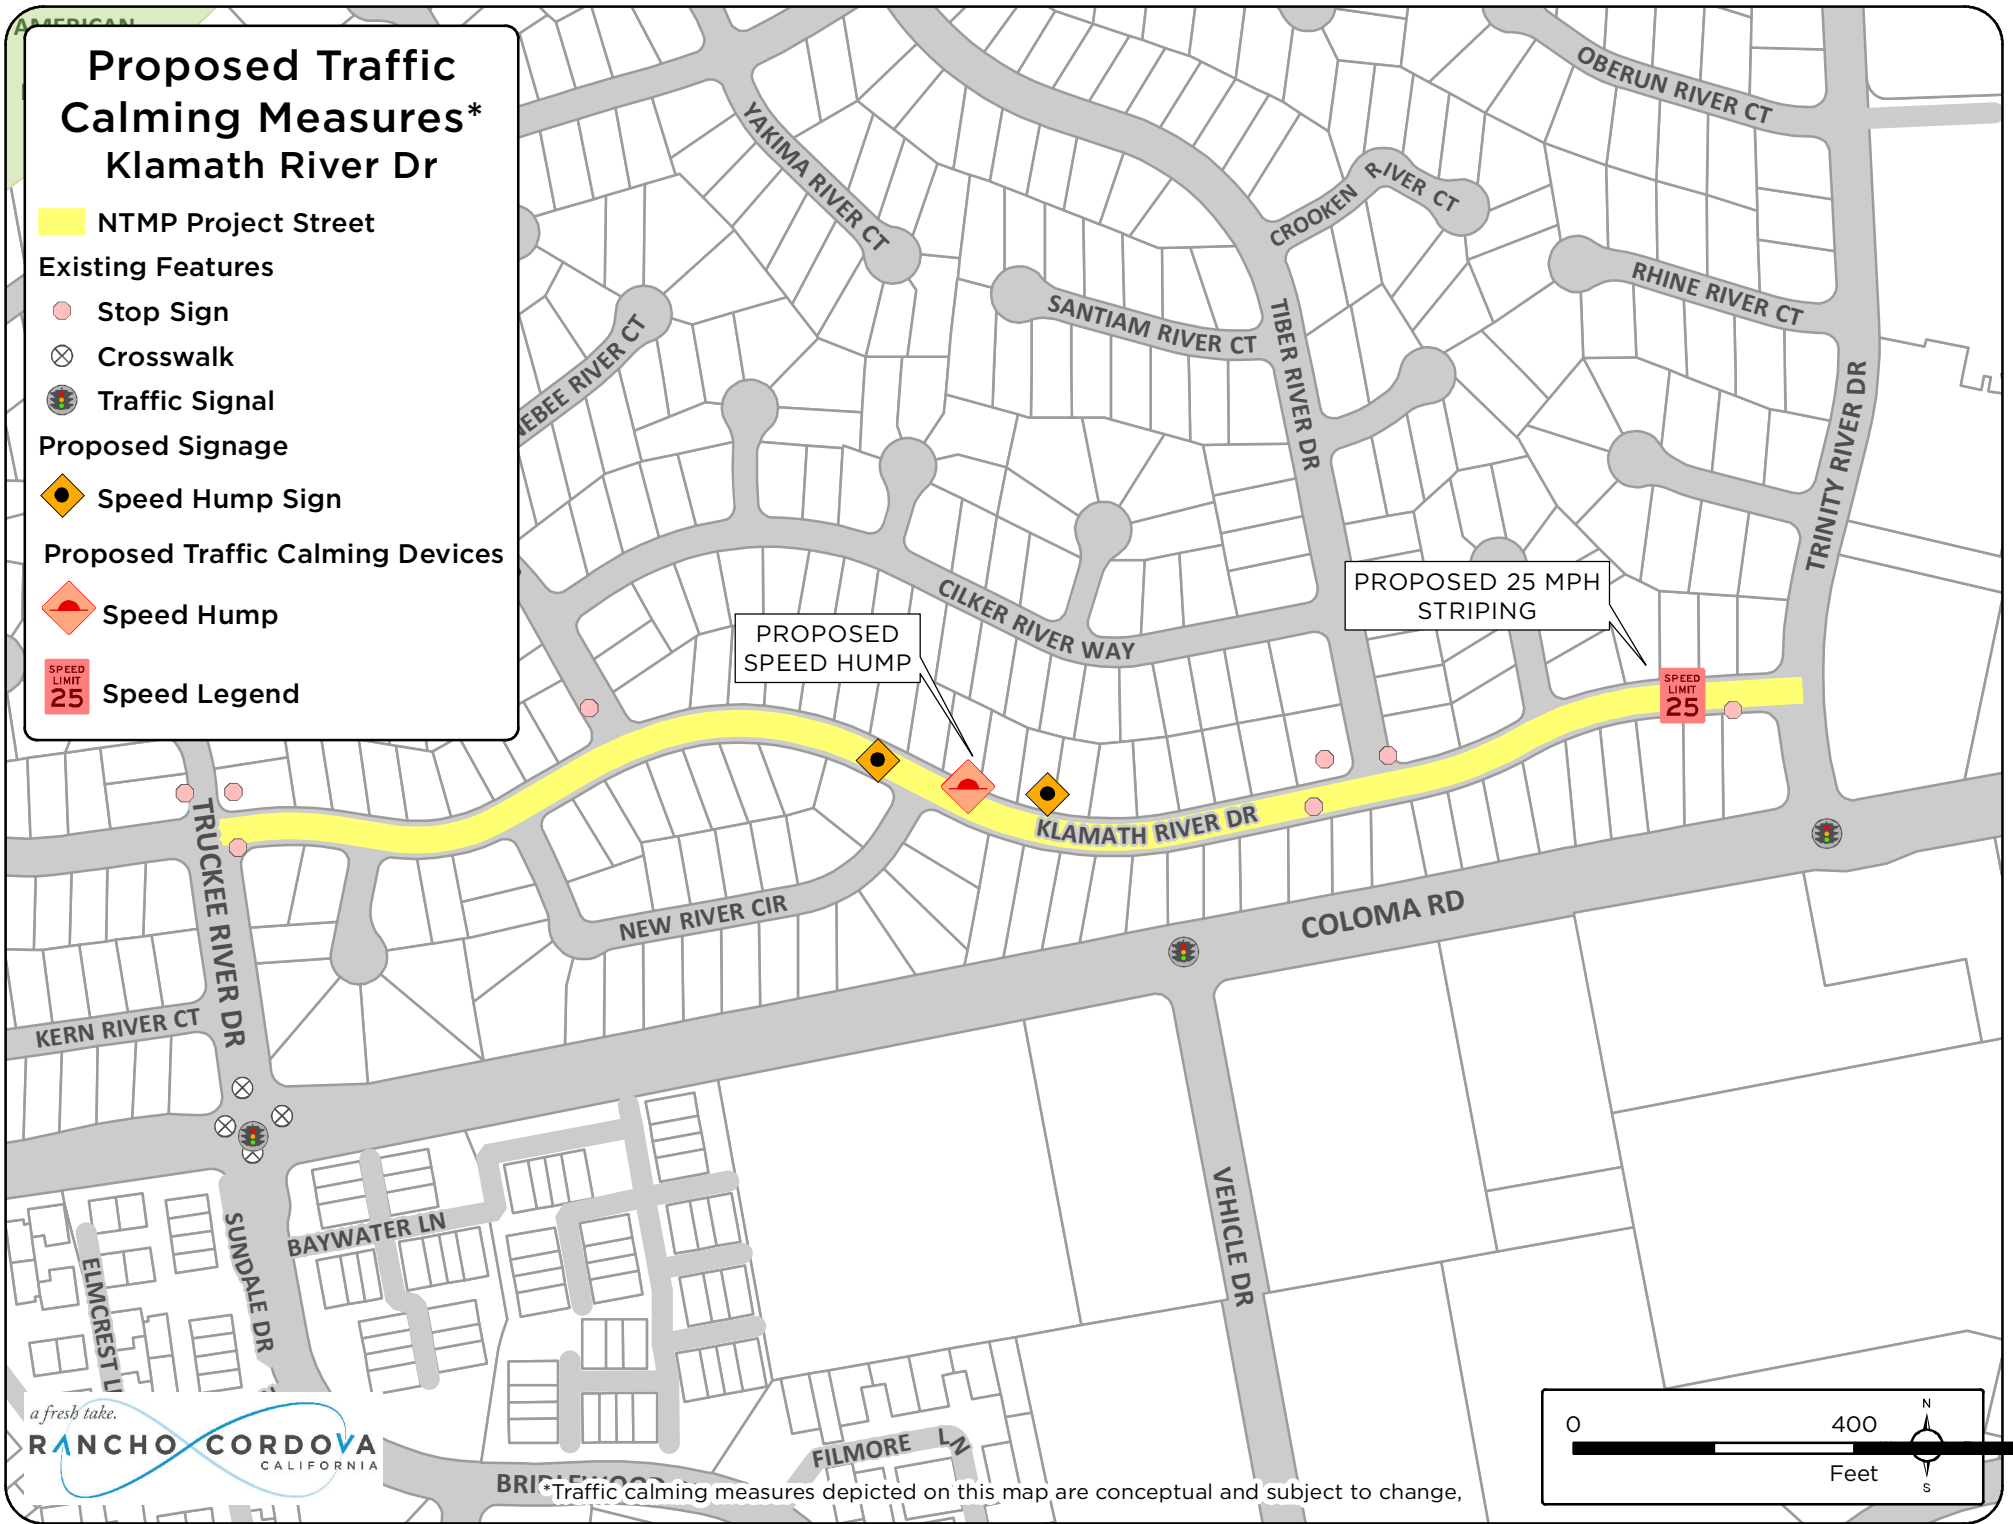 AMERICAN
Proposed Traffic
Calming Measures*
Klamath River Dr
NTMP Project Street
Existing Features
Stop Sign
Crosswalk
Traffic Signal
Proposed Signage
Speed Hump Sign
Proposed Traffic Calming Devices
Speed Hump
SPEED
LIMIT
25
Speed Legend
OBERUN RIVER CT
YAKIMA RIVER CT
CROOKEN RIVER CT
RHINE RIVER CT
SANTIAM RIVER CT
TIBER RIVER DR
NEBEE RIVER CT
TRINITY RIVER DR
CILKER RIVER WAY
PROPOSED 25 MPH
STRIPING
PROPOSED
SPEED HUMP
SPEED
LIMIT
25
KLAMATH RIVER DR
TRUCKEE RIVER DR
NEW RIVER CIR
COLOMA RD
KERN RIVER CT
VEHICLE DR
SUNDALE DR
BAYWATER LN
ELMCREST L
FILMORE LN
BRIDLEWOOD
a fresh take.
RANCHO CORDOVA
CALIFORNIA
*Traffic calming measures depicted on this map are conceptual and subject to change,
0 400
Feet
N
S